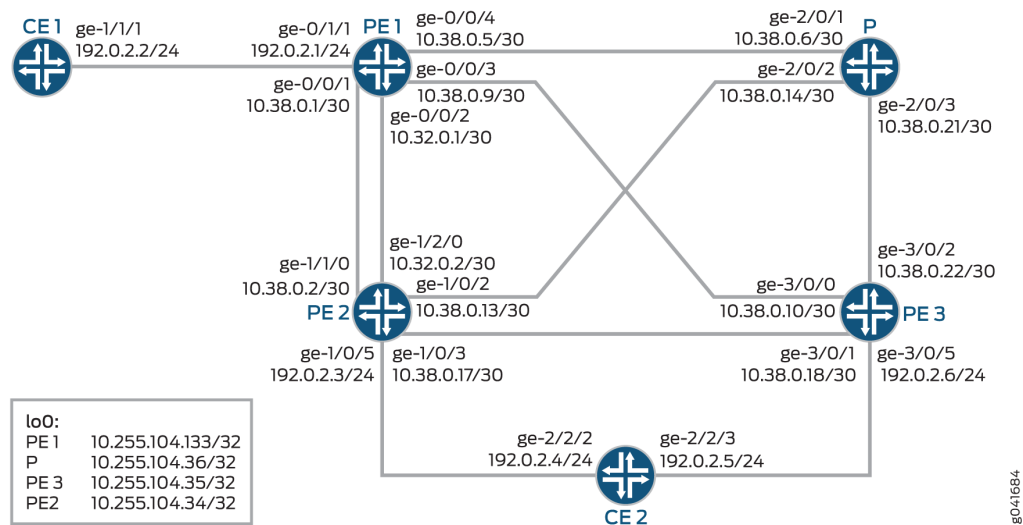 CE 1
ge-1/1/1
192.0.2.2/24
ge-0/1/1
192.0.2.1/24
PE 1
ge-0/0/4
10.38.0.5/30
ge-2/0/1
10.38.0.6/30
P
ge-0/0/1
10.38.0.1/30
ge-0/0/3
10.38.0.9/30
ge-2/0/2
10.38.0.14/30
ge-0/0/2
10.32.0.1/30
ge-2/0/3
10.38.0.21/30
ge-1/2/0
10.32.0.2/30
ge-3/0/2
10.38.0.22/30
ge-1/1/0
10.38.0.2/30
ge-1/0/2
10.38.0.13/30
ge-3/0/0
10.38.0.10/30
PE 2
PE 3
ge-1/0/5
192.0.2.3/24
ge-1/0/3
10.38.0.17/30
ge-3/0/1
10.38.0.18/30
ge-3/0/5
192.0.2.6/24
ge-2/2/2
192.0.2.4/24
ge-2/2/3
192.0.2.5/24
CE 2
lo0:
PE 1 10.255.104.133/32
P 10.255.104.36/32
PE 3 10.255.104.35/32
PE2 10.255.104.34/32
g041684